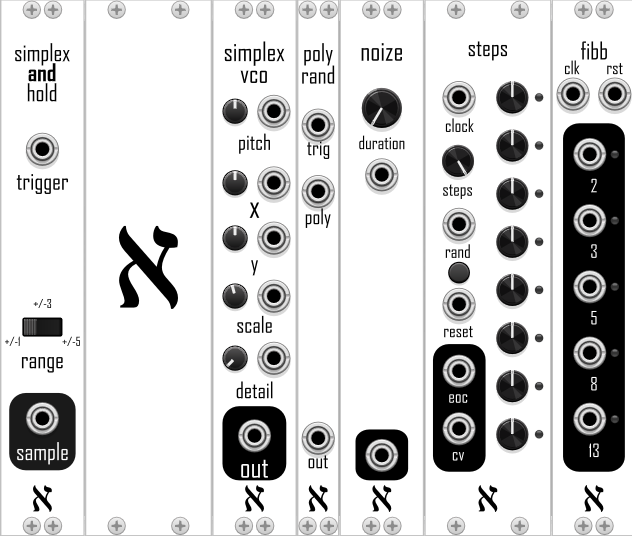 simplex
and
hold
trigger
+/-3
+/-1
+/-5
range
sample
א
א
simplex
vco
pitch
x
y
scale
detail
out
א
poly
rand
trig
poly
out
א
noize
duration
א
steps
clock
steps
rand
reset
eoc
cv
א
fibb
clk
rst
2
3
5
8
13
א